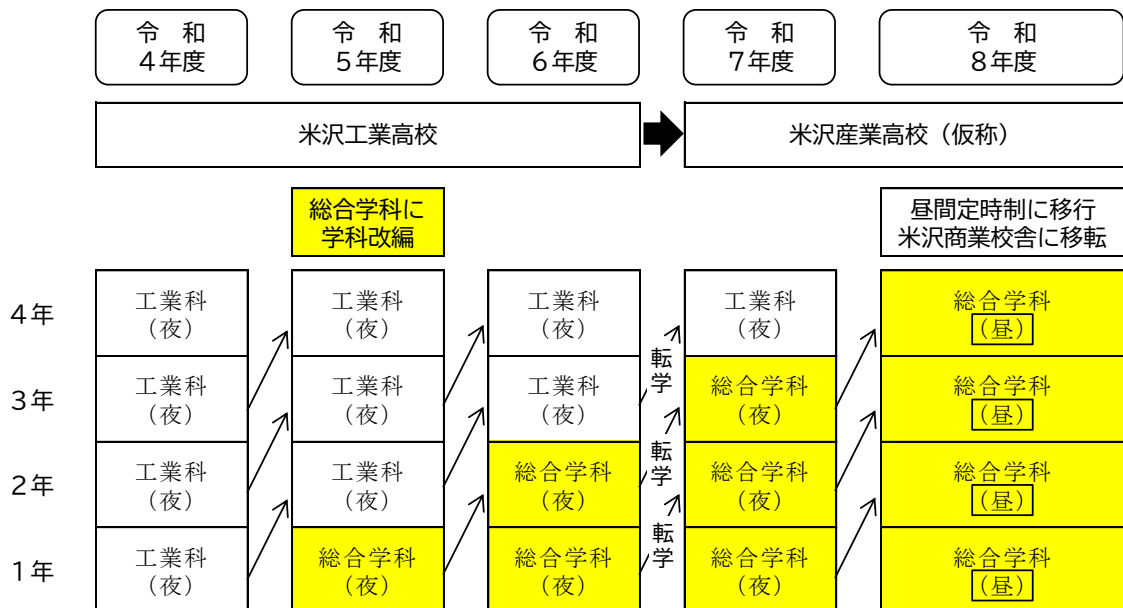 令 和
4年度
令 和
5年度
令 和
6年度
令 和
7年度
令 和
8年度
米沢工業高校
米沢産業高校（仮称）
総合学科に
学科改編
昼間定時制に移行
米沢商業校舎に移転
4年
工業科
（夜）
工業科
（夜）
工業科
（夜）
転学
工業科
（夜）
総合学科
（昼）
3年
工業科
（夜）
工業科
（夜）
工業科
（夜）
転学
総合学科
（夜）
総合学科
（昼）
2年
工業科
（夜）
工業科
（夜）
総合学科
（夜）
転学
総合学科
（夜）
総合学科
（昼）
1年
工業科
（夜）
総合学科
（夜）
総合学科
（夜）
総合学科
（夜）
総合学科
（昼）